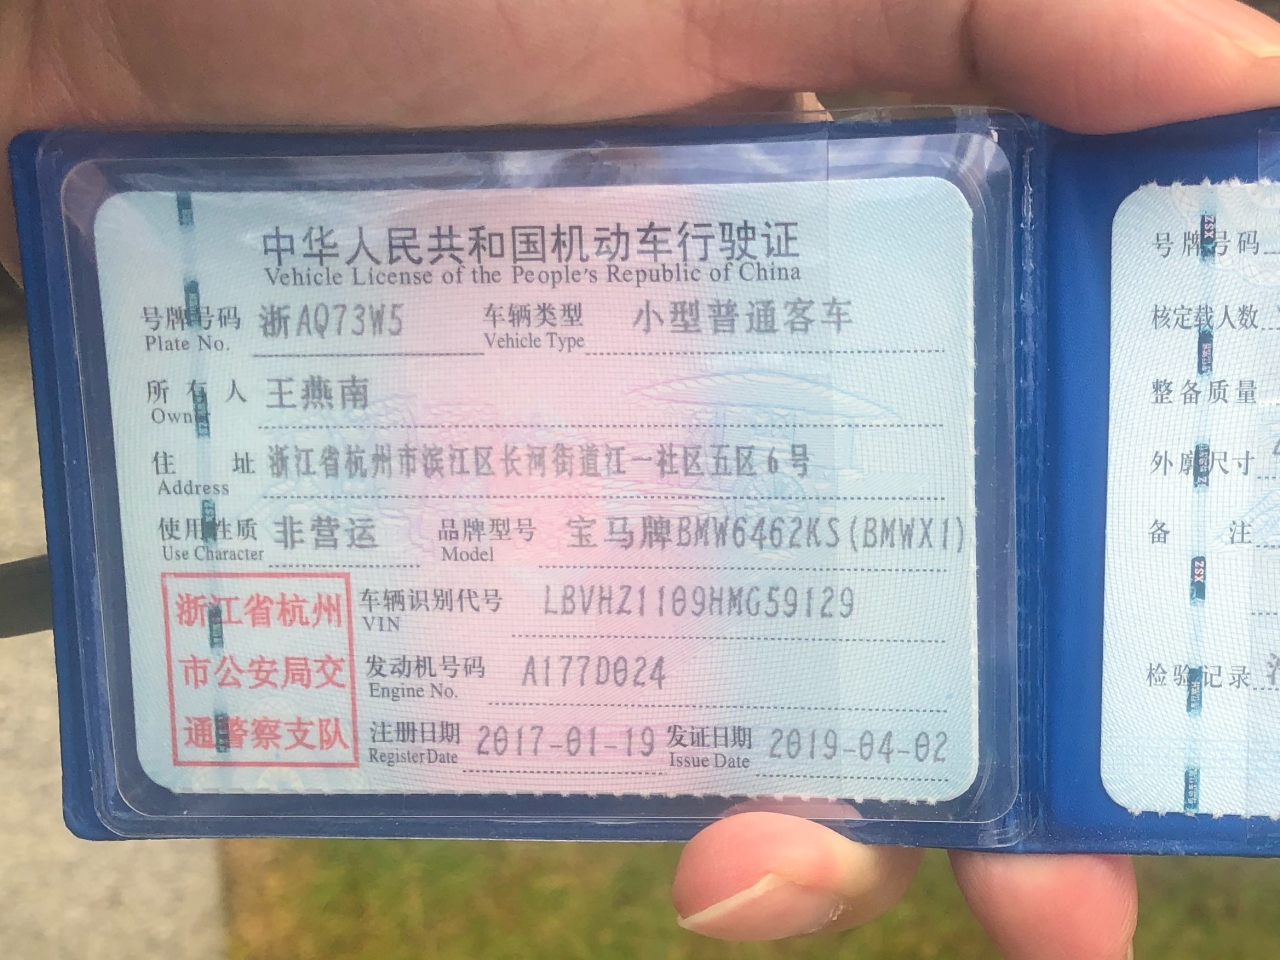 中华人民共和国机动车行驶证
Vehicle License of the People's Republic of China
号牌号码 浙AQ73W5 车辆类型 小型普通客车
Plate No. Vehicle Type
所有人 王燕南
Owner
住址 浙江省杭州市滨江区长河街道江一社区五区6号
Address
使用性质 非营运 品牌型号 宝马牌BMW6462KS(BMWX1)
Use Character Model
浙江省杭州
市公安局交
通警察支队
车辆识别代号 LBVHZ1109HMG59129
VIN
发动机号码 A177D024
Engine No.
注册日期 2017-01-19 发证日期 2019-04-02
Register Date Issue Date
号牌号码
核定载人数
整备质量
外廓尺寸
备注
检验记录
XSZ
XSZ